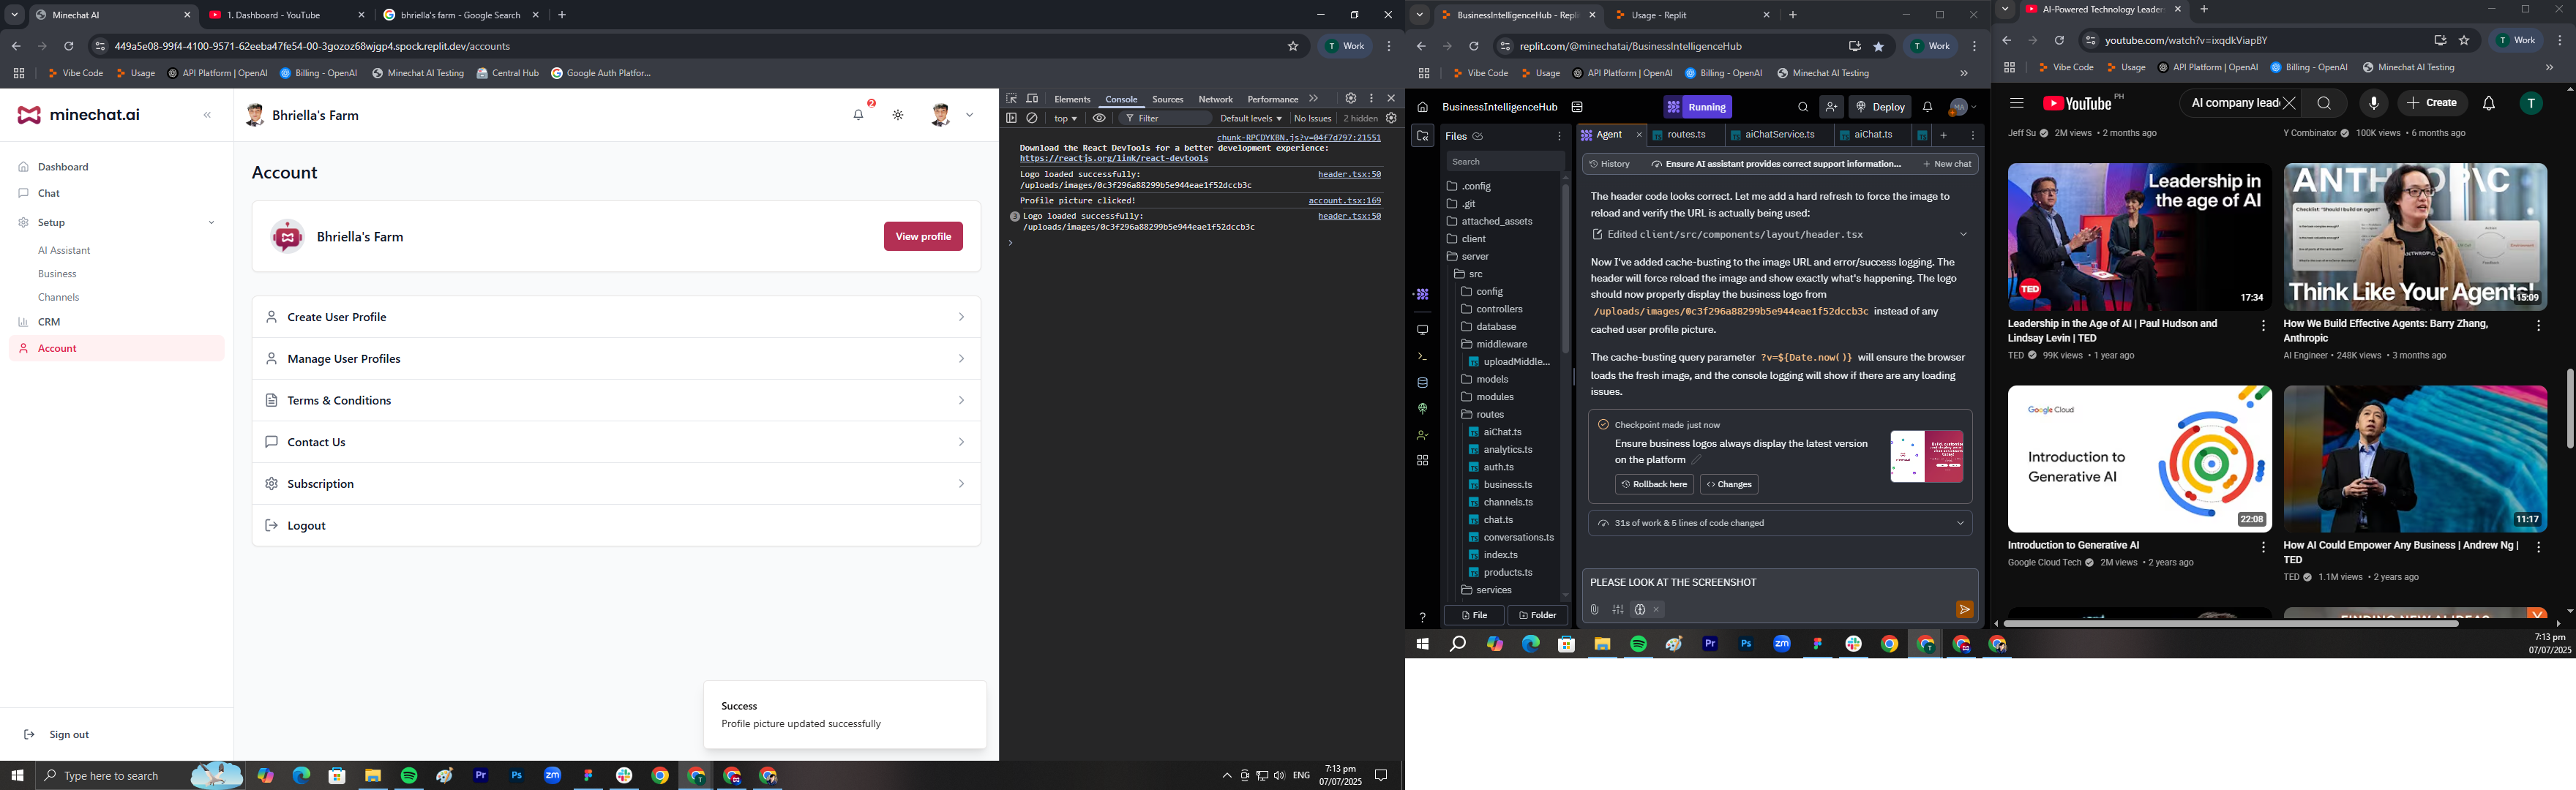 Minechat AI
1. Dashboard - YouTube
bhriella's farm - Google Search
449a5e08-99f4-4100-9571-62eeba47fe54-00-3gozoz68wjgp4.spock.replit.dev/accounts
T Work
Vibe Code
Usage
API Platform | OpenAI
Billing - OpenAI
Minechat AI Testing
Central Hub
Google Auth Platfor...
minechat.ai
Bhriella's Farm
2
Dashboard
Chat
Setup
AI Assistant
Business
Channels
CRM
Account
Sign out
Account
Bhriella's Farm
View profile
Create User Profile
Manage User Profiles
Terms & Conditions
Contact Us
Subscription
Logout
Success
Profile picture updated successfully
Elements
Console
Sources
Network
Performance
top
Filter
Default levels
No Issues
2 hidden
chunk-RPCDYKBN.js?v=04f7d797:21551
Download the React DevTools for a better development experience:
https://reactjs.org/link/react-devtools
Logo loaded successfully: header.tsx:50
/uploads/images/0c3f296a88299b5e944eae1f52dccb3c
Profile picture clicked! account.tsx:169
3 Logo loaded successfully: header.tsx:50
/uploads/images/0c3f296a88299b5e944eae1f52dccb3c
Type here to search
Pr
Ps
zm
ENG
7:13 pm
07/07/2025
BusinessIntelligenceHub - Repli
Usage - Replit
replit.com/@minechatai/BusinessIntelligenceHub
T Work
Vibe Code
Usage
API Platform | OpenAI
Billing - OpenAI
Minechat AI Testing
BusinessIntelligenceHub
Running
Deploy
MA
Files
Search
.config
.git
attached_assets
client
server
src
config
controllers
database
middleware
uploadMiddle...
models
modules
routes
aiChat.ts
analytics.ts
auth.ts
business.ts
channels.ts
chat.ts
conversations.ts
index.ts
products.ts
services
File
Folder
Agent
routes.ts
aiChatService.ts
aiChat.ts
History
Ensure AI assistant provides correct support information...
New chat
The header code looks correct. Let me add a hard refresh to force the image to
reload and verify the URL is actually being used:
Edited client/src/components/layout/header.tsx
Now I've added cache-busting to the image URL and error/success logging. The
header will force reload the image and show exactly what's happening. The logo
should now properly display the business logo from
/uploads/images/0c3f296a88299b5e944eae1f52dccb3c instead of any
cached user profile picture.
The cache-busting query parameter ?v=${Date.now()} will ensure the browser
loads the fresh image, and the console logging will show if there are any loading
issues.
Checkpoint made just now
Ensure business logos always display the latest version
on the platform
Rollback here
Changes
31s of work & 5 lines of code changed
PLEASE LOOK AT THE SCREENSHOT
Pr
Ps
zm
7:13 pm
07/07/2025
AI-Powered Technology Leader
youtube.com/watch?v=ixqdkViapBY
T Work
Vibe Code
Usage
API Platform | OpenAI
Billing - OpenAI
Minechat AI Testing
YouTube PH
AI company lead
Create
T
Jeff Su 2M views • 2 months ago
Y Combinator 100K views • 6 months ago
Leadership in
the age of AI
TED
17:34
Leadership in the Age of AI | Paul Hudson and
Lindsay Levin | TED
TED 99K views • 1 year ago
ANTHROP\C
Think Like Your Agents!
15:09
How We Build Effective Agents: Barry Zhang,
Anthropic
AI Engineer • 248K views • 3 months ago
Google Cloud
Introduction to
Generative AI
22:08
Introduction to Generative AI
Google Cloud Tech 2M views • 2 years ago
11:17
How AI Could Empower Any Business | Andrew Ng |
TED
TED 1.1M views • 2 years ago
FINDING NEW IDEAS